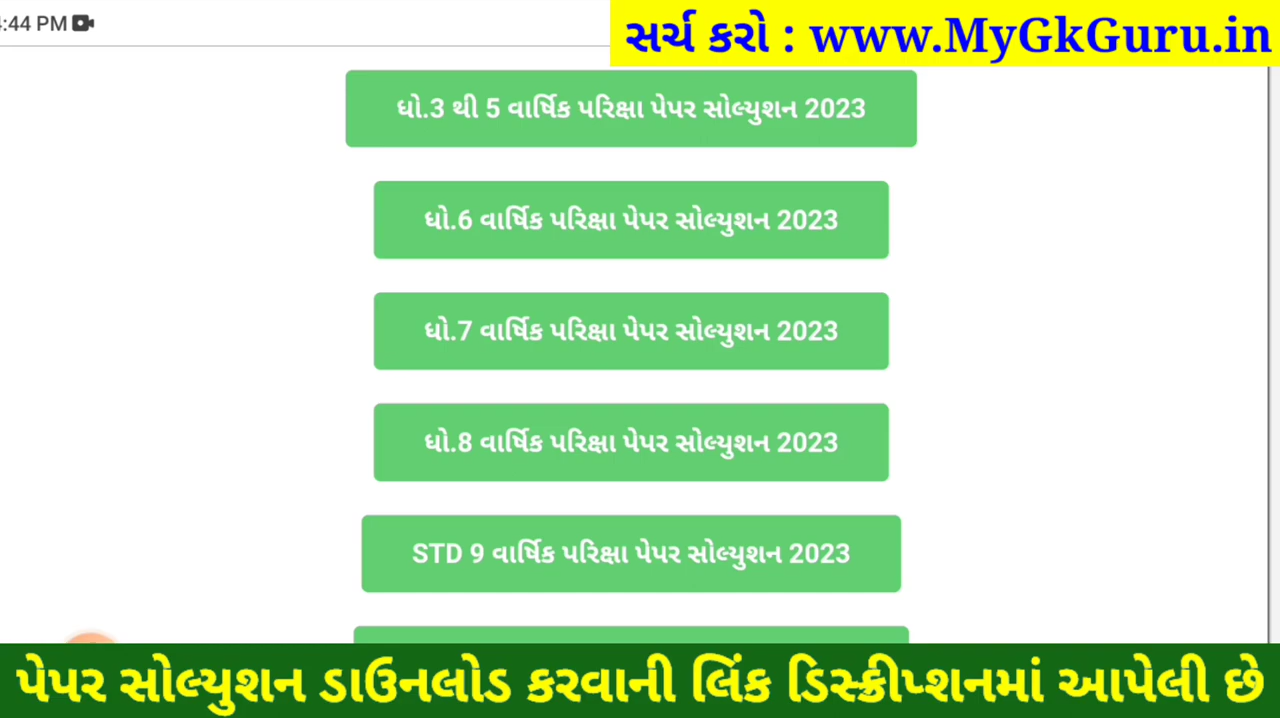 :44 PM
સર્ચ કરો : www.MyGkGuru.in
ધો.3 થી 5 વાર્ષિક પરિક્ષા પેપર સોલ્યુશન 2023
ધો.6 વાર્ષિક પરિક્ષા પેપર સોલ્યુશન 2023
ધો.7 વાર્ષિક પરિક્ષા પેપર સોલ્યુશન 2023
ધો.8 વાર્ષિક પરિક્ષા પેપર સોલ્યુશન 2023
STD 9 વાર્ષિક પરિક્ષા પેપર સોલ્યુશન 2023
પેપર સોલ્યુશન ડાઉનલોડ કરવાની લિંક ડિસ્ક્રીપ્શનમાં આપેલી છે